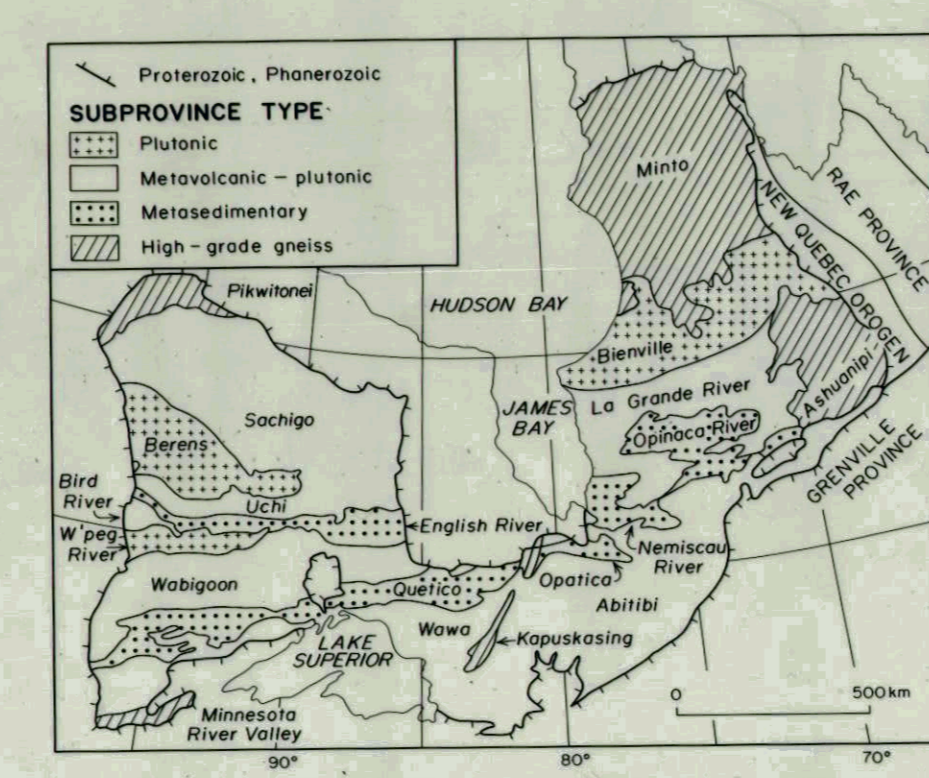 Proterozoic, Phanerozoic
SUBPROVINCE TYPE
Plutonic
Metavolcanic – plutonic
Metasedimentary
High-grade gneiss
Minto
RAE PROVINCE
NEW QUEBEC OROGEN
Pikwitonei
HUDSON BAY
Bienville
Ashuanipi
La Grande River
JAMES
BAY
Sachigo
Opinaca River
Berens
GRENVILLE
PROVINCE
Bird
River
Uchi
English River
W'peg
River
Nemiscau
River
Wabigoon
Quetico
Opatica
Abitibi
Wawa
Kapuskasing
LAKE
SUPERIOR
Minnesota
River Valley
0 500 km
90° 80° 70°